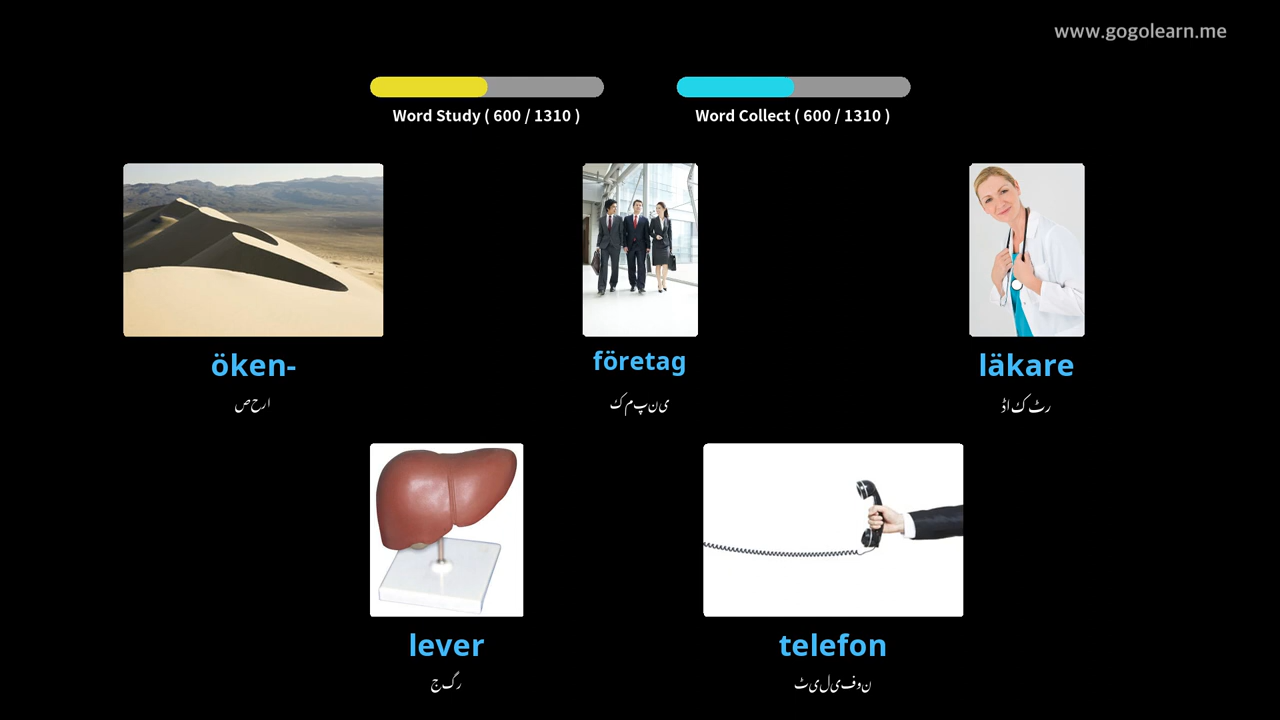 www.gogolearn.me
Word Study ( 600 / 1310 )
Word Collect ( 600 / 1310 )
öken-
företag
läkare
صحرا
کمپنی
ڈاکٹر
lever
telefon
جگر
ٹیلیفون